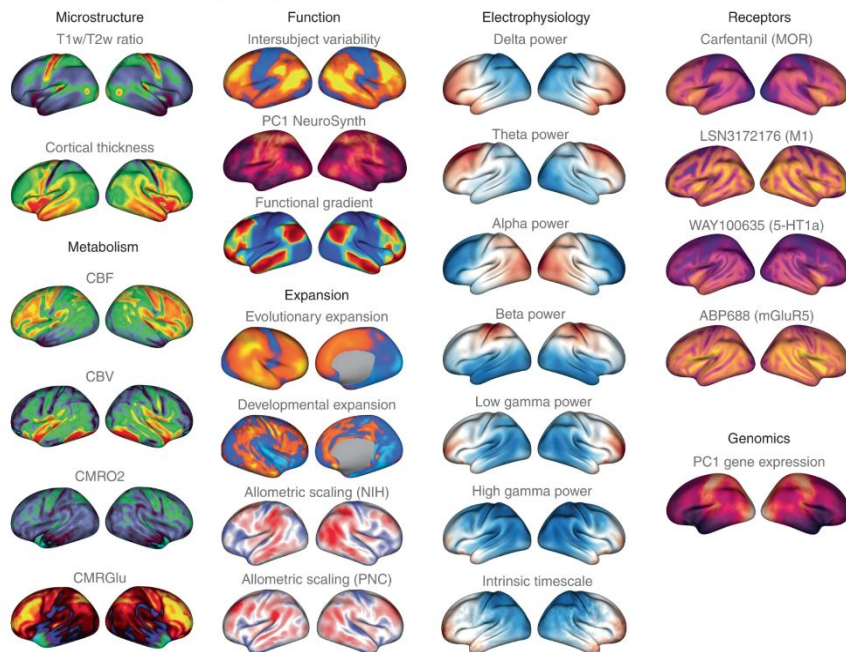 Microstructure
T1w/T2w ratio
Cortical thickness
Metabolism
CBF
CBV
CMRO2
CMRGlu
Function
Intersubject variability
PC1 NeuroSynth
Functional gradient
Expansion
Evolutionary expansion
Developmental expansion
Allometric scaling (NIH)
Allometric scaling (PNC)
Electrophysiology
Delta power
Theta power
Alpha power
Beta power
Low gamma power
High gamma power
Intrinsic timescale
Receptors
Carfentanil (MOR)
LSN3172176 (M1)
WAY100635 (5-HT1a)
ABP688 (mGluR5)
Genomics
PC1 gene expression